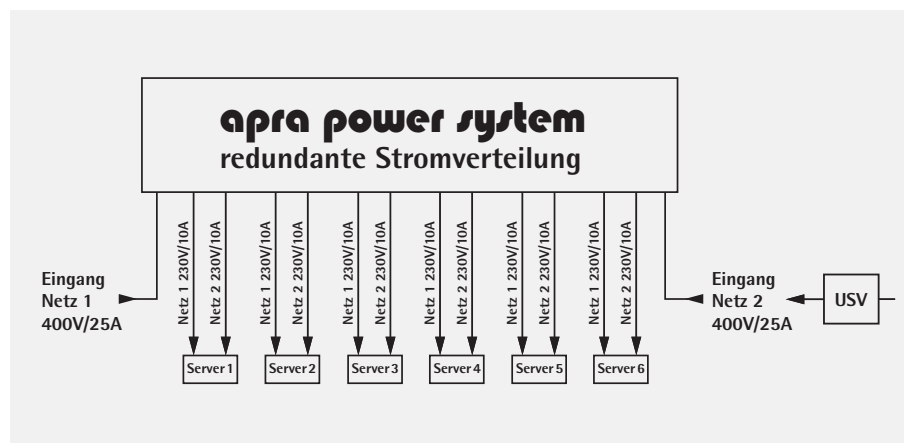 apra power system
redundante Stromverteilung
Eingang
Netz 1
400V/25A
Netz 1 230V/10A
Netz 2 230V/10A
Netz 1 230V/10A
Netz 2 230V/10A
Netz 1 230V/10A
Netz 2 230V/10A
Netz 1 230V/10A
Netz 2 230V/10A
Netz 1 230V/10A
Netz 2 230V/10A
Netz 1 230V/10A
Netz 2 230V/10A
Eingang
Netz 2
400V/25A
USV
Server 1
Server 2
Server 3
Server 4
Server 5
Server 6